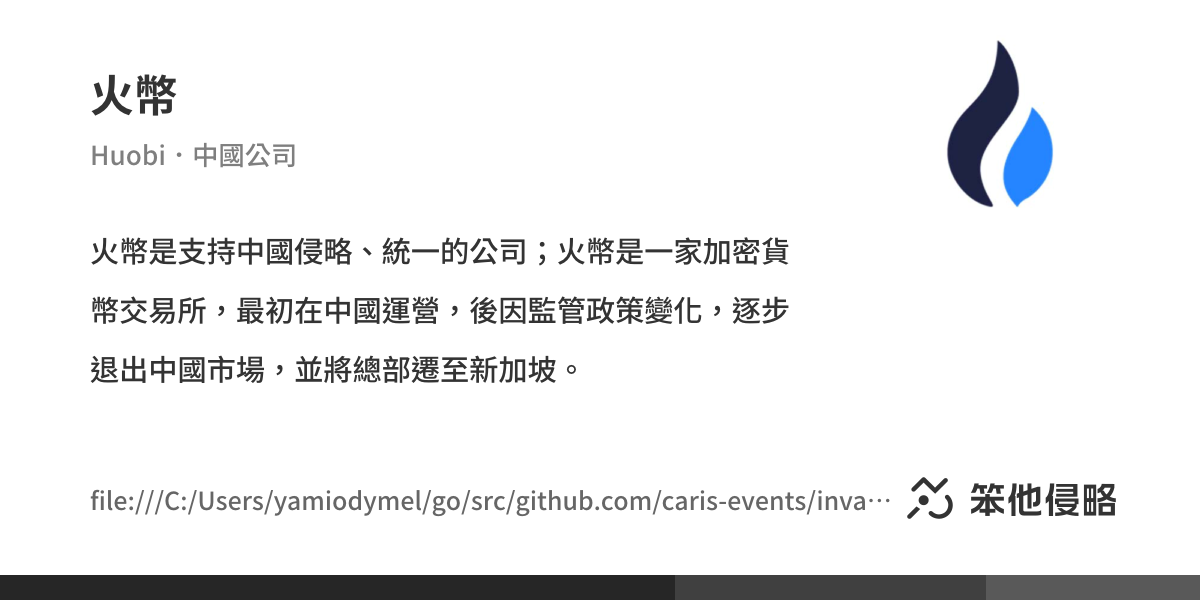 火幣
Huobi・中國公司
火幣是支持中國侵略、統一的公司；火幣是一家加密貨
幣交易所，最初在中國運營，後因監管政策變化，逐步
退出中國市場，並將總部遷至新加坡。
file:///C:/Users/yamiodymel/go/src/github.com/caris-events/inva…
笨他侵略